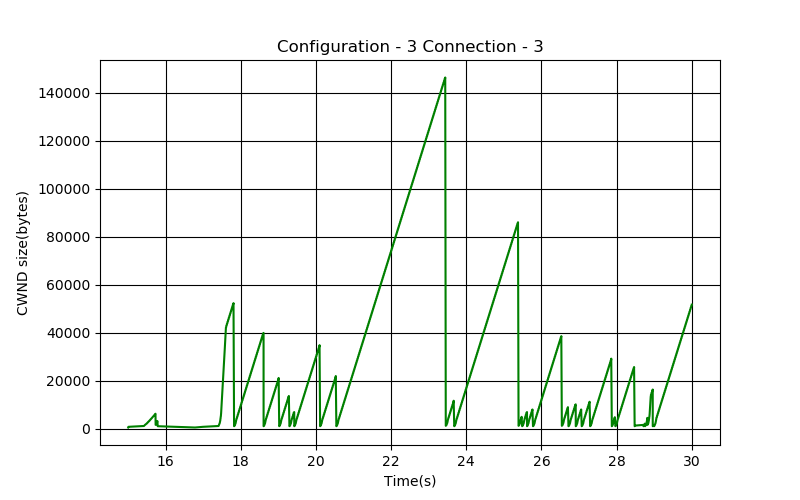 Configuration - 3 Connection - 3
140000
120000
100000
80000
60000
40000
20000
0
CWND size(bytes)
16 18 20 22 24 26 28 30
Time(s)